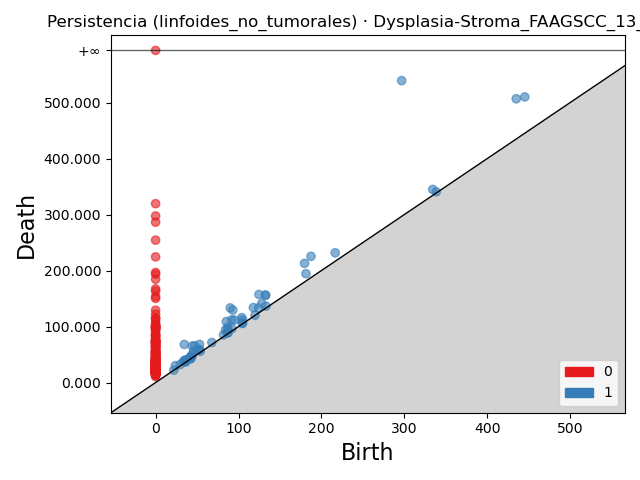 Persistencia (linfoides_no_tumorales) · Dysplasia-Stroma_FAAGSCC_13_
+∞
500.000
400.000
300.000
200.000
100.000
0.000
Death
0 100 200 300 400 500
Birth
0
1